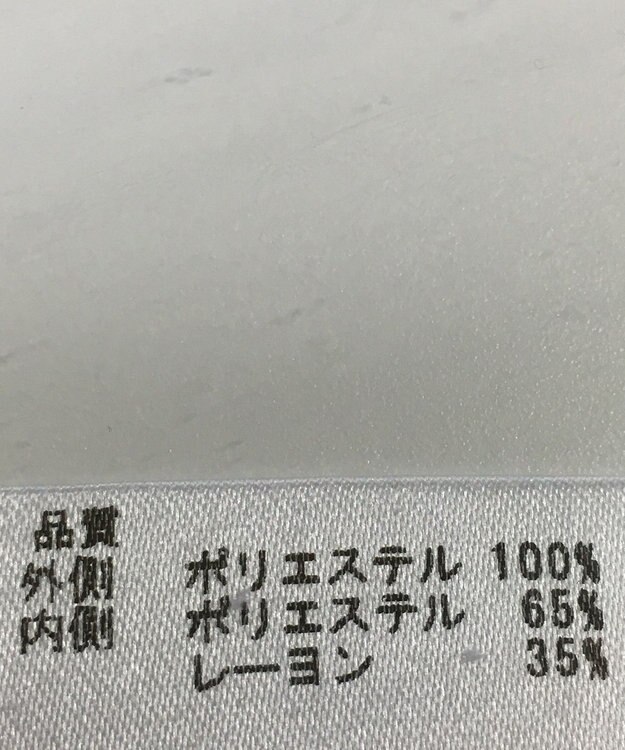 品質
外側 ポリエステル 100%
内側 ポリエステル 65%
レーヨン 35%